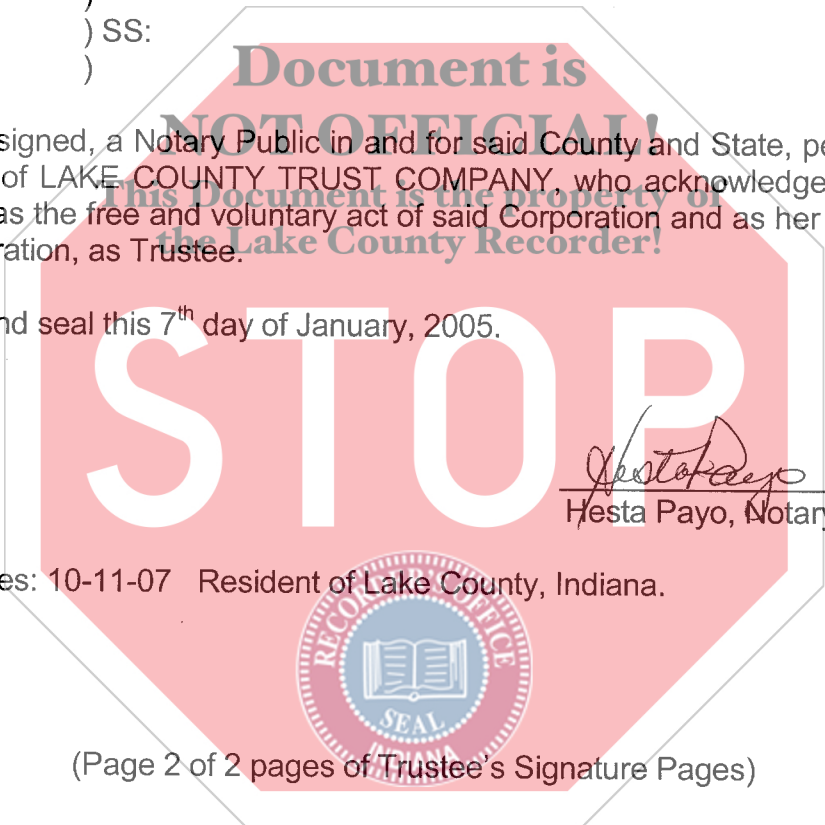 )
) SS:
)
Document is
NOT OFFICIAL!
This Document is the property of
the Lake County Recorder!
signed, a Notary Public in and for said County and State, pe
of LAKE COUNTY TRUST COMPANY, who acknowledge
as the free and voluntary act of said Corporation and as her
ration, as Trustee.
nd seal this 7th day of January, 2005.
STOP
Hesta Payo
Hesta Payo, Notary
es: 10-11-07 Resident of Lake County, Indiana.
RECORDER'S OFFICE
SEAL
INDIANA
(Page 2 of 2 pages of Trustee's Signature Pages)